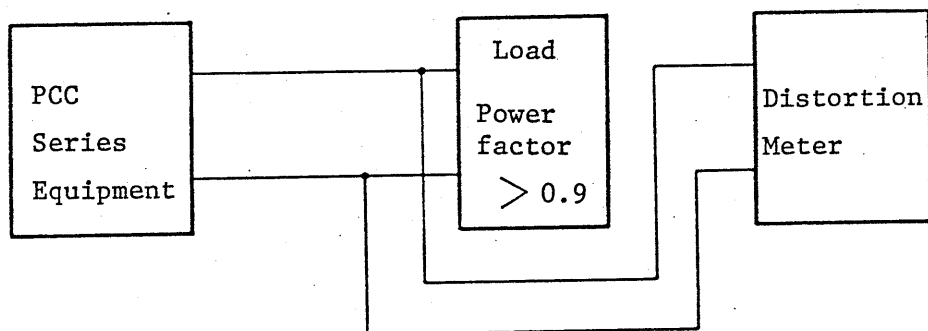 PCC
Series
Equipment
Load
Power
factor
> 0.9
Distortion
Meter